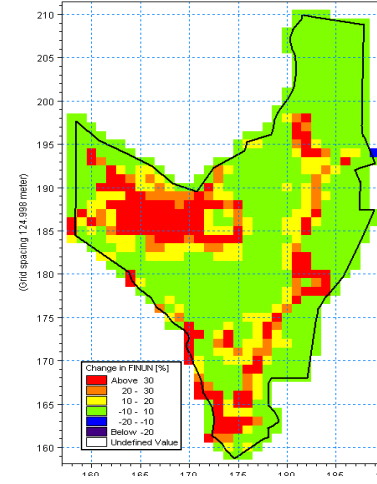 210
205
200
195
190
185
180
175
170
165
160
(Grid spacing 124.998 meter)
Change in FINUN [%]
Above 30
20 - 30
10 - 20
-10 - 10
-20 - -10
Below -20
Undefined Value
160 165 170 175 180 185